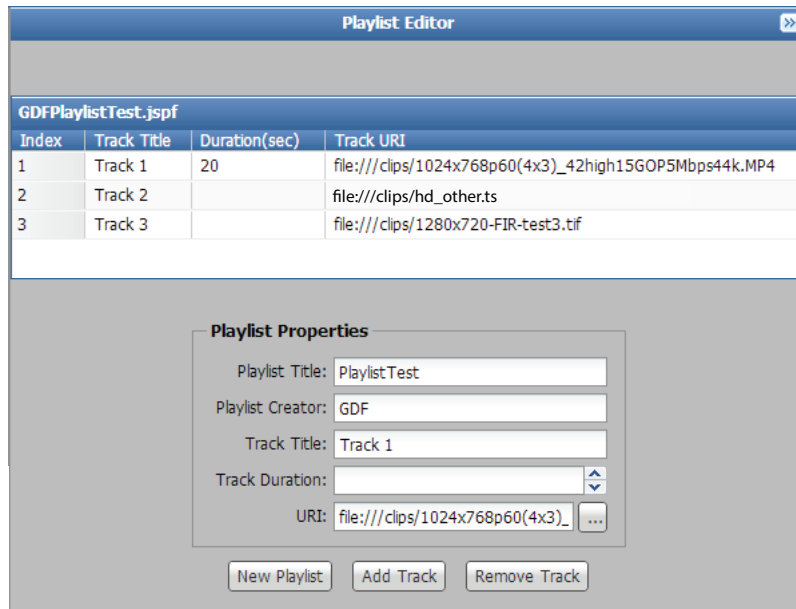 Playlist Editor
GDFPlaylistTest.jspf
Index Track Title Duration(sec) Track URI
1 Track 1 20 file:///clips/1024x768p60(4x3)_42high15GOP5Mbps44k.MP4
2 Track 2 file:///clips/hd_other.ts
3 Track 3 file:///clips/1280x720-FIR-test3.tif
Playlist Properties
Playlist Title: PlaylistTest
Playlist Creator: GDF
Track Title: Track 1
Track Duration:
URI: file:///clips/1024x768p60(4x3)_ ...
New Playlist Add Track Remove Track